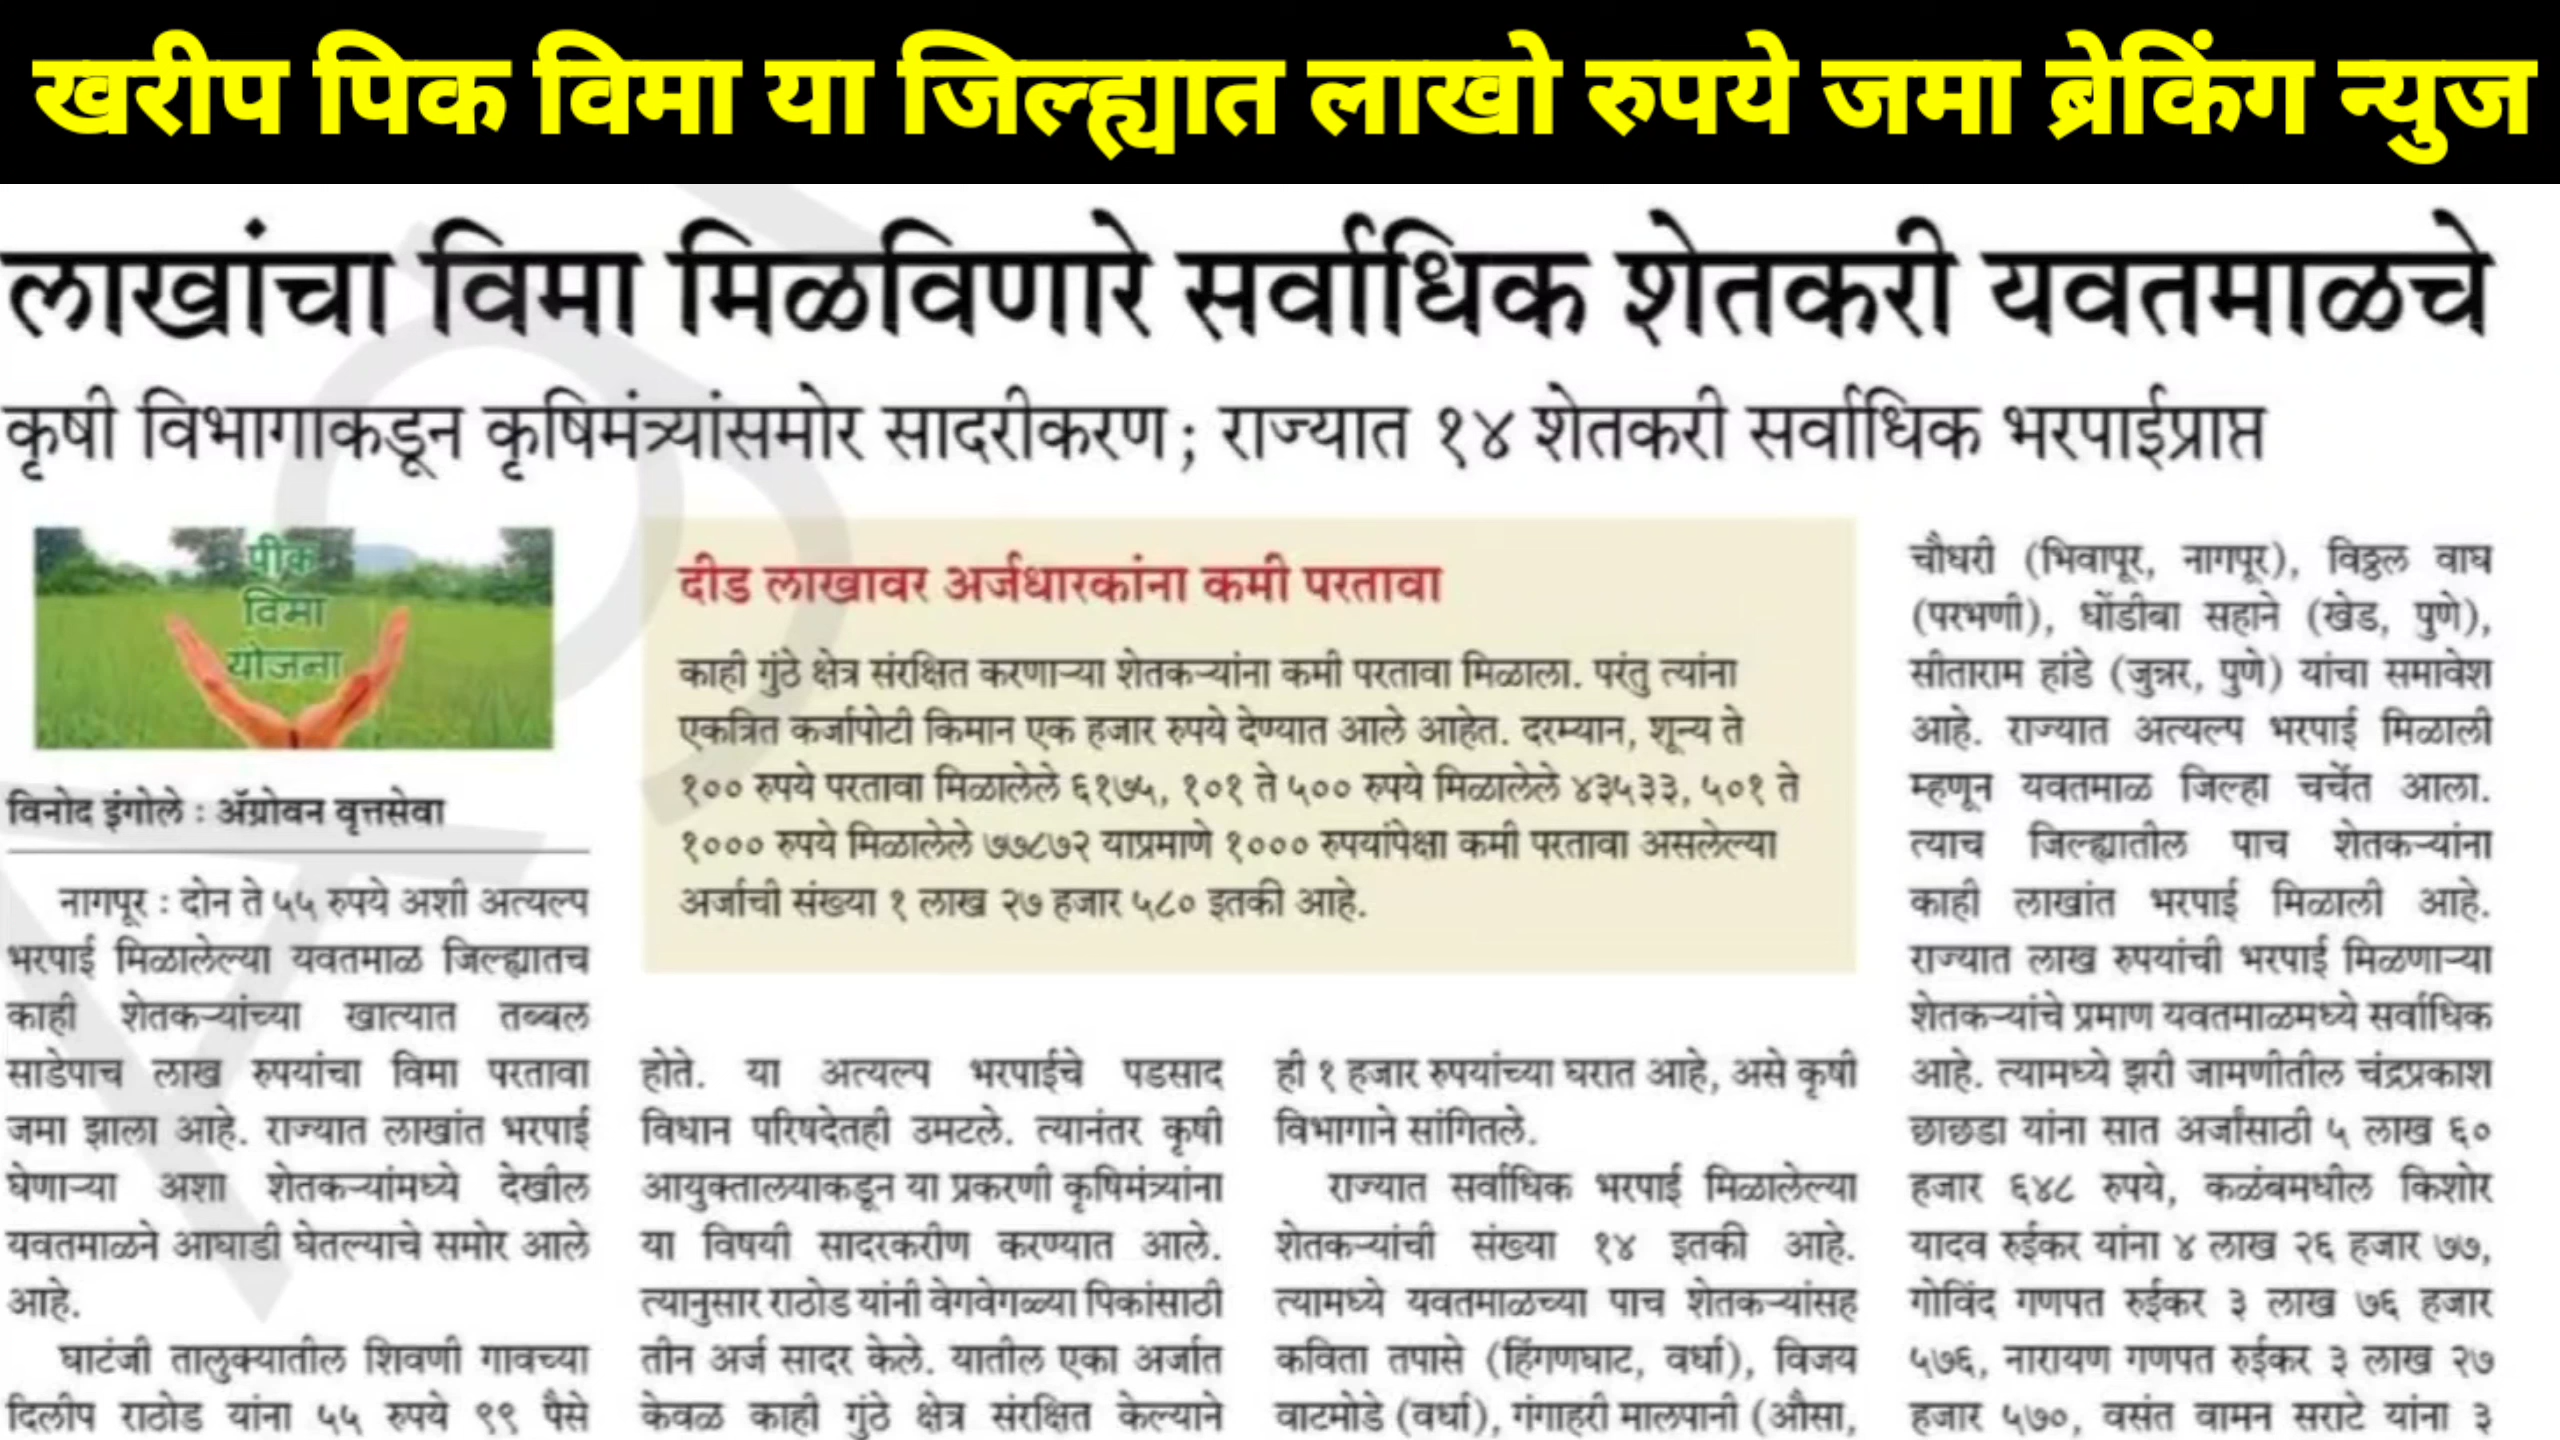 खरीप पिक विमा या जिल्ह्यात लाखो रुपये जमा ब्रेकिंग न्युज
लाखांचा विमा मिळविणारे सर्वाधिक शेतकरी यवतमाळचे
कृषी विभागाकडून कृषिमंत्र्यांसमोर सादरीकरण; राज्यात १४ शेतकरी सर्वाधिक भरपाईप्राप्त
पीक
विमा
योजना
विनोद इंगोले : ॲग्रोवन वृत्तसेवा
नागपूर : दोन ते ५५ रुपये अशी अत्यल्प
भरपाई मिळालेल्या यवतमाळ जिल्ह्यातच
काही शेतकऱ्यांच्या खात्यात तब्बल
साडेपाच लाख रुपयांचा विमा परतावा
जमा झाला आहे. राज्यात लाखांत भरपाई
घेणाऱ्या अशा शेतकऱ्यांमध्ये देखील
यवतमाळने आघाडी घेतल्याचे समोर आले
आहे.
घाटंजी तालुक्यातील शिवणी गावच्या
दिलीप राठोड यांना ५५ रुपये ९९ पैसे
दीड लाखावर अर्जधारकांना कमी परतावा
काही गुंठे क्षेत्र संरक्षित करणाऱ्या शेतकऱ्यांना कमी परतावा मिळाला. परंतु त्यांना
एकत्रित कर्जापोटी किमान एक हजार रुपये देण्यात आले आहेत. दरम्यान, शून्य ते
१०० रुपये परतावा मिळालेले ६१७५, १०१ ते ५०० रुपये मिळालेले ४३५३३, ५०१ ते
१००० रुपये मिळालेले ७७८७२ याप्रमाणे १००० रुपयांपेक्षा कमी परतावा असलेल्या
अर्जाची संख्या १ लाख २७ हजार ५८० इतकी आहे.
होते. या अत्यल्प भरपाईचे पडसाद
विधान परिषदेतही उमटले. त्यानंतर कृषी
आयुक्तालयाकडून या प्रकरणी कृषिमंत्र्यांना
या विषयी सादरकरीण करण्यात आले.
त्यानुसार राठोड यांनी वेगवेगळ्या पिकांसाठी
तीन अर्ज सादर केले. यातील एका अर्जात
केवळ काही गुंठे क्षेत्र संरक्षित केल्याने
ही १ हजार रुपयांच्या घरात आहे, असे कृषी
विभागाने सांगितले.
राज्यात सर्वाधिक भरपाई मिळालेल्या
शेतकऱ्यांची संख्या १४ इतकी आहे.
त्यामध्ये यवतमाळच्या पाच शेतकऱ्यांसह
कविता तपासे (हिंगणघाट, वर्धा), विजय
वाटमोडे (वर्धा), गंगाहरी मालपानी (औसा,
चौधरी (भिवापूर, नागपूर), विठ्ठल वाघ
(परभणी), धोंडीबा सहाने (खेड, पुणे),
सीताराम हांडे (जुन्नर, पुणे) यांचा समावेश
आहे. राज्यात अत्यल्प भरपाई मिळाली
म्हणून यवतमाळ जिल्हा चर्चेत आला.
त्याच जिल्ह्यातील पाच शेतकऱ्यांना
काही लाखांत भरपाई मिळाली आहे.
राज्यात लाख रुपयांची भरपाई मिळणाऱ्या
शेतकऱ्यांचे प्रमाण यवतमाळमध्ये सर्वाधिक
आहे. त्यामध्ये झरी जामणीतील चंद्रप्रकाश
छाछडा यांना सात अर्जांसाठी ५ लाख ६०
हजार ६४८ रुपये, कळंबमधील किशोर
यादव रुईकर यांना ४ लाख २६ हजार ७७,
गोविंद गणपत रुईकर ३ लाख ७६ हजार
५७६, नारायण गणपत रुईकर ३ लाख २७
हजार ५७०, वसंत वामन सराटे यांना ३